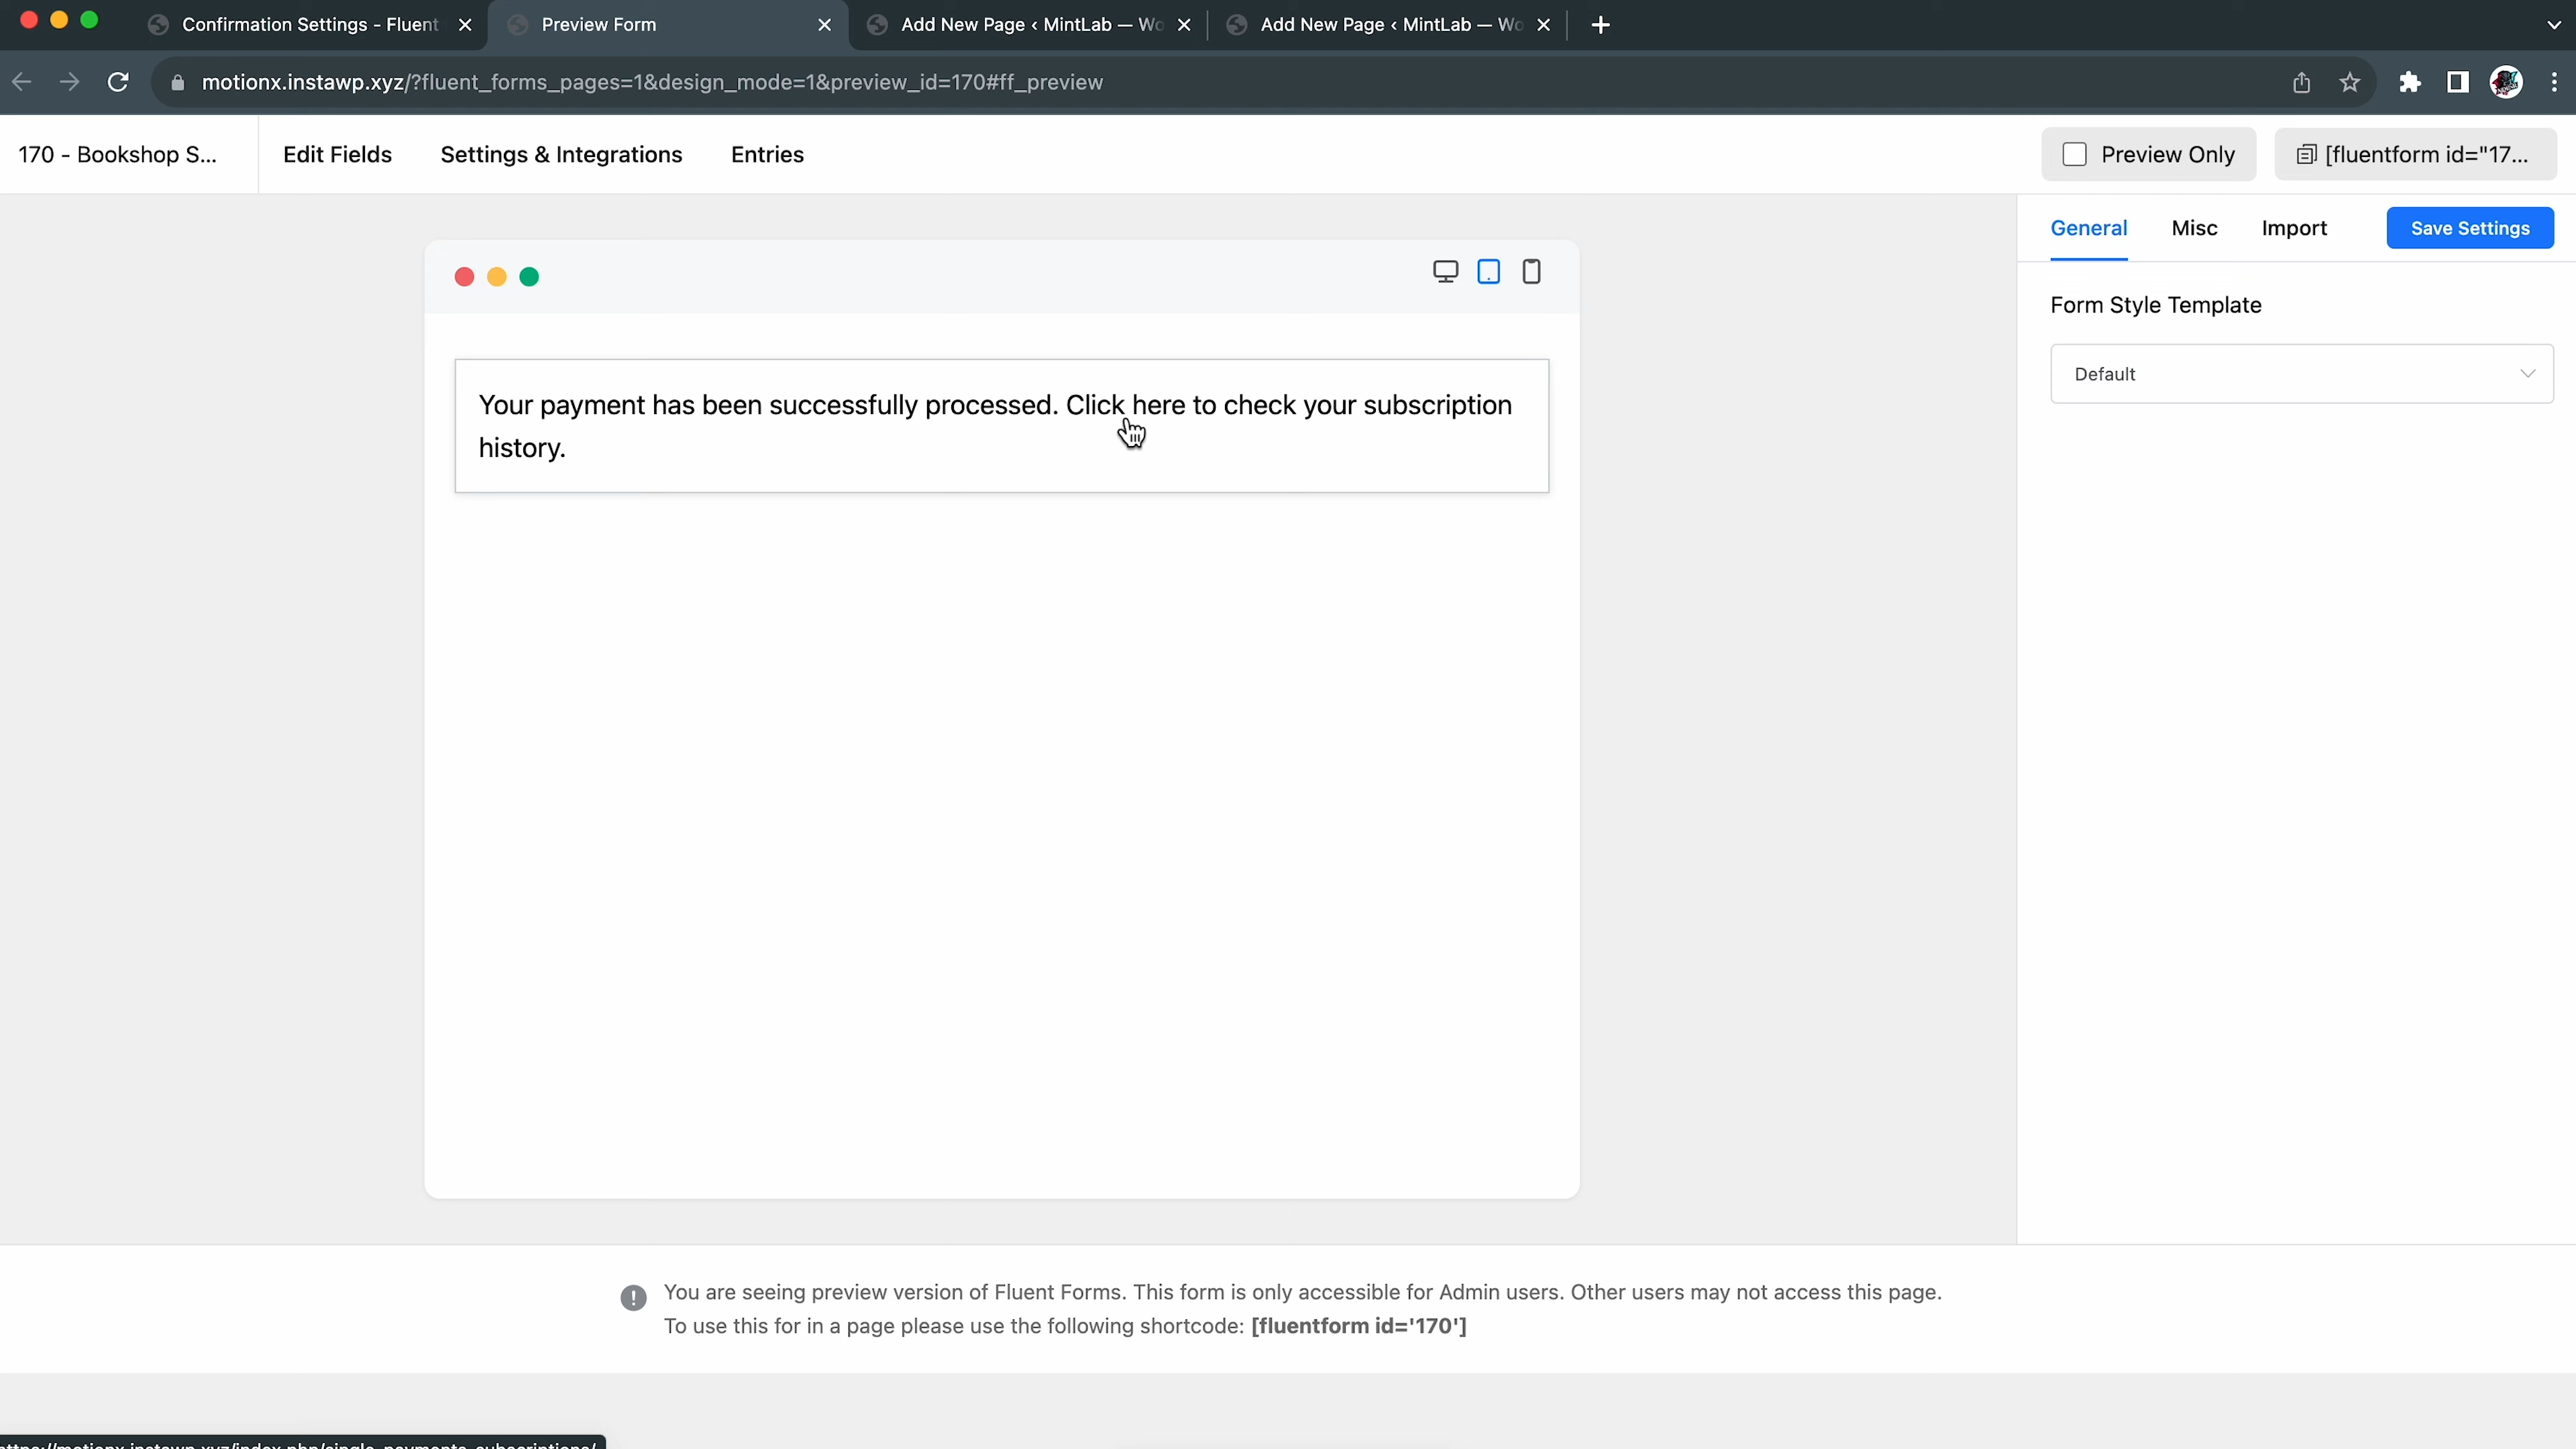 Confirmation Settings - Fluent
Preview Form
Add New Page ‹ MintLab — Wo
Add New Page ‹ MintLab — Wo
motionx.instawp.xyz/?fluent_forms_pages=1&design_mode=1&preview_id=170#ff_preview
170 - Bookshop S...
Edit Fields
Settings & Integrations
Entries
Preview Only
[fluentform id="17...
General
Misc
Import
Save Settings
Form Style Template
Default
Your payment has been successfully processed. Click here to check your subscription
history.
You are seeing preview version of Fluent Forms. This form is only accessible for Admin users. Other users may not access this page.
To use this for in a page please use the following shortcode: [fluentform id='170']